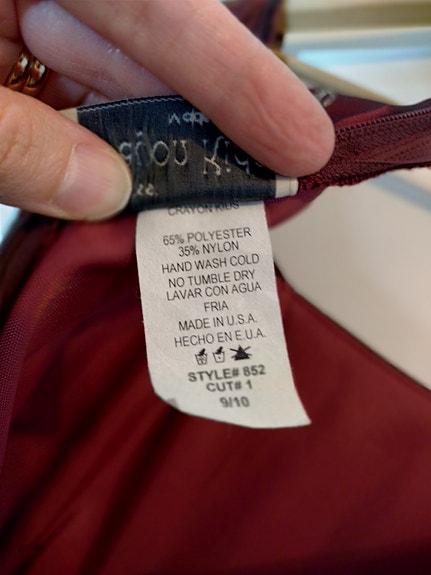 CRAYON KIDS
65% POLYESTER
35% NYLON
HAND WASH COLD
NO TUMBLE DRY
LAVAR CON AGUA
FRIA
MADE IN U.S.A.
HECHO EN E.U.A.
STYLE# 852
CUT# 1
9/10